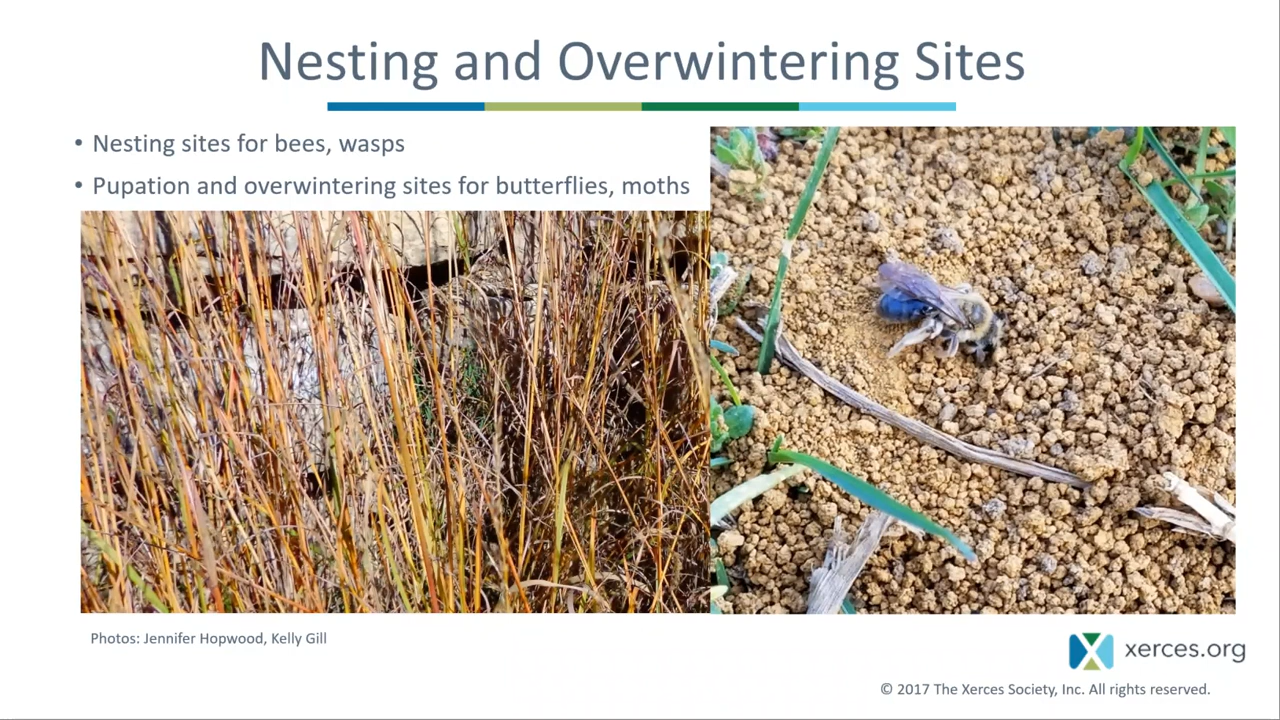 Nesting and Overwintering Sites
• Nesting sites for bees, wasps
• Pupation and overwintering sites for butterflies, moths
Photos: Jennifer Hopwood, Kelly Gill
xerces.org
© 2017 The Xerces Society, Inc. All rights reserved.